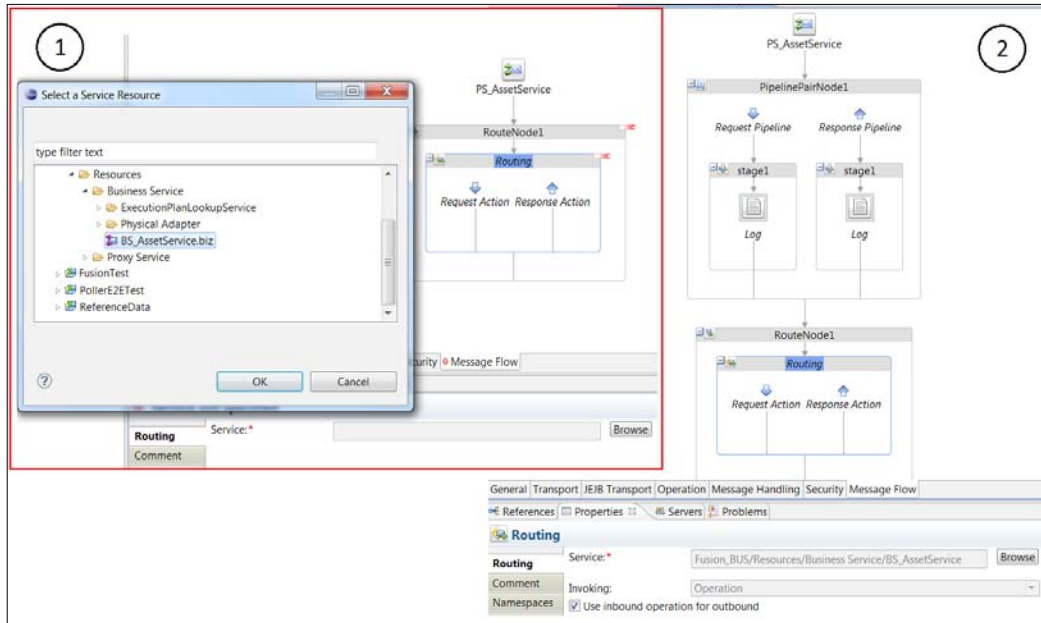 1
PS_AssetService
Select a Service Resource
type filter text
Resources
Business Service
ExecutionPlanLookupService
Physical Adapter
BS_AssetService.biz
Proxy Service
FusionTest
PollerE2ETest
ReferenceData
OK
Cancel
RouteNode1
Routing
Request Action
Response Action
Message Flow
Routing
Comment
Service:*
Browse
2
PS_AssetService
PipelinePairNode1
Request Pipeline
Response Pipeline
stage1
stage1
Log
Log
RouteNode1
Routing
Request Action
Response Action
General Transport JEJB Transport Operation Message Handling Security Message Flow
References Properties Servers Problems
Routing
Routing
Comment
Namespaces
Service:*
Fusion_BUS/Resources/Business Service/BS_AssetService
Browse
Invoking:
Operation
Use inbound operation for outbound